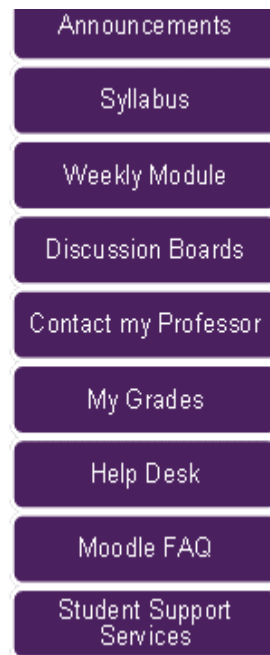 Announcements
Syllabus
Weekly Module
Discussion Boards
Contact my Professor
My Grades
Help Desk
Moodle FAQ
Student Support
Services